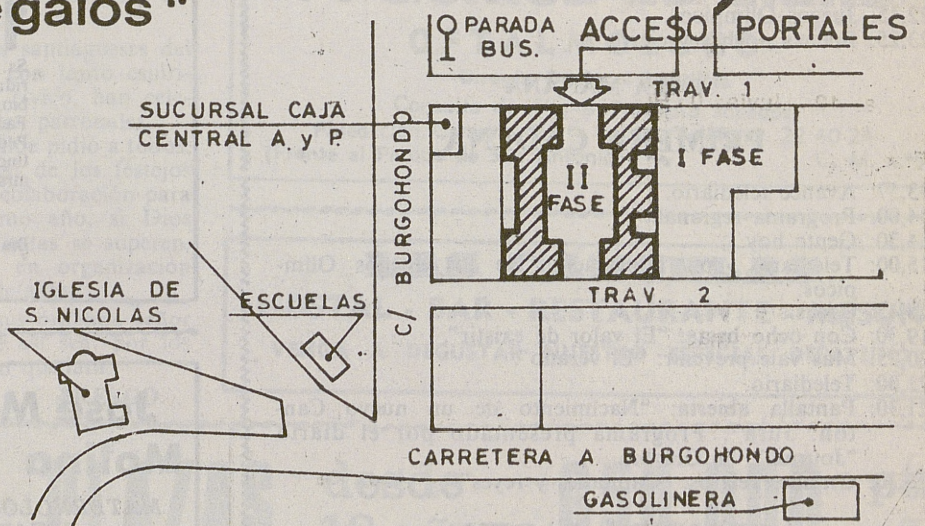 galos"
PARADA
BUS.
ACCESO PORTALES
TRAV. 1
SUCURSAL CAJA
CENTRAL A. y P.
I FASE
II
FASE
C/ BURGOHONDO
TRAV. 2
IGLESIA DE
S. NICOLAS
ESCUELAS
CARRETERA A BURGOHONDO
GASOLINERA